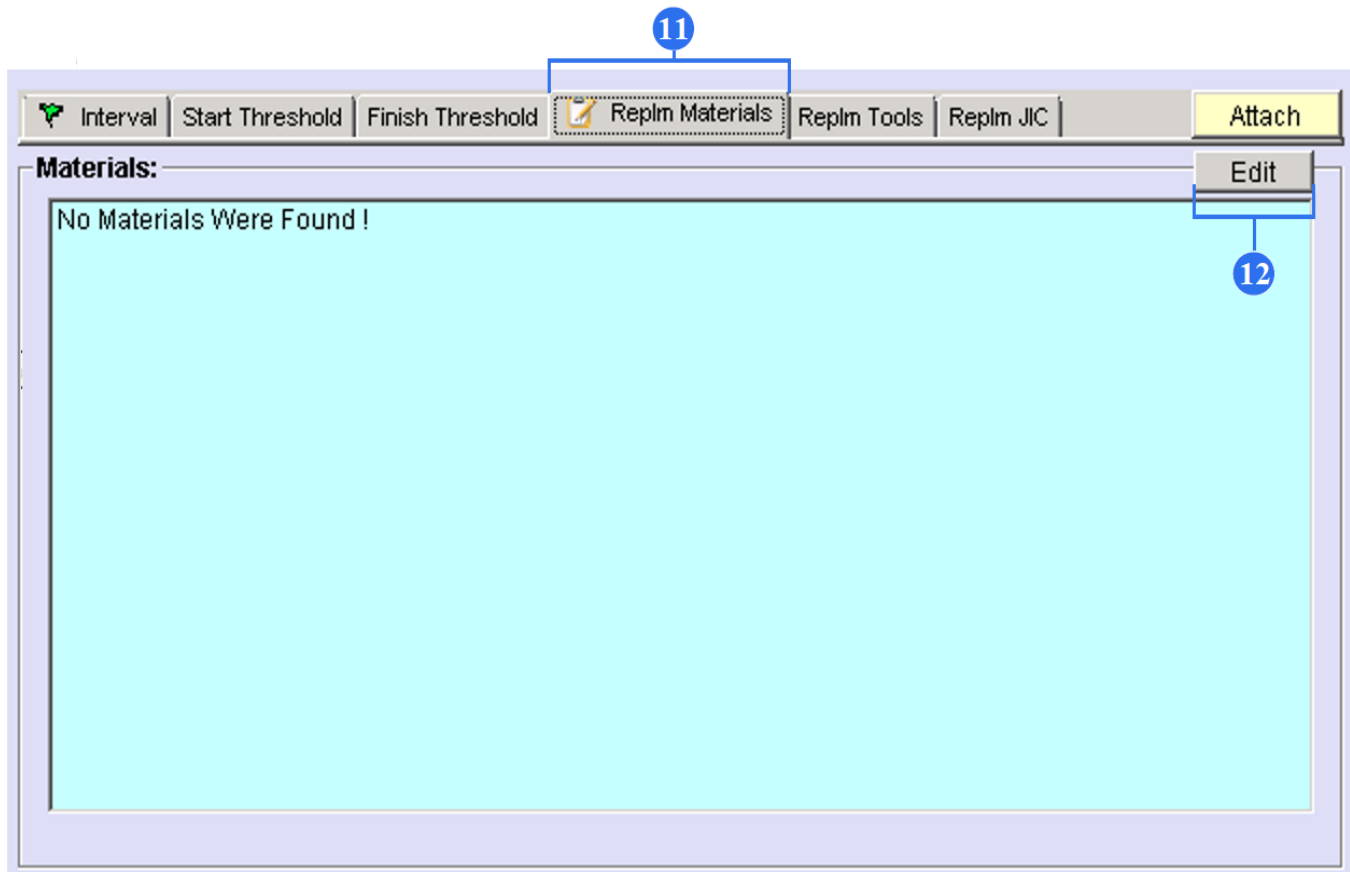 11
Interval Start Threshold Finish Threshold Replm Materials Replm Tools Replm JIC Attach
Materials: Edit
No Materials Were Found !
12